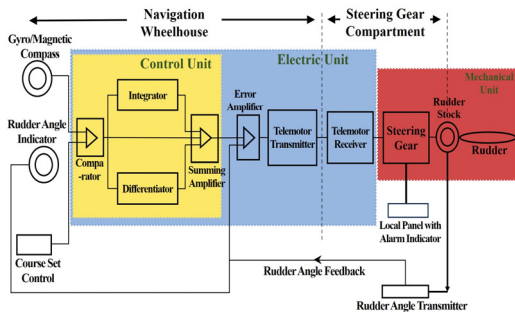 Navigation
Wheelhouse
Steering Gear
Compartment
Gyro/Magnetic
Compass
Control Unit
Electric Unit
Mechanical
Unit
Integrator
Error
Amplifier
Rudder
Stock
Rudder Angle
Indicator
Compa
-rator
Telemotor
Transmitter
Telemotor
Receiver
Steering
Gear
Rudder
Differentiator
Summing
Amplifier
Course Set
Control
Local Panel with
Alarm Indicator
Rudder Angle Feedback
Rudder Angle Transmitter